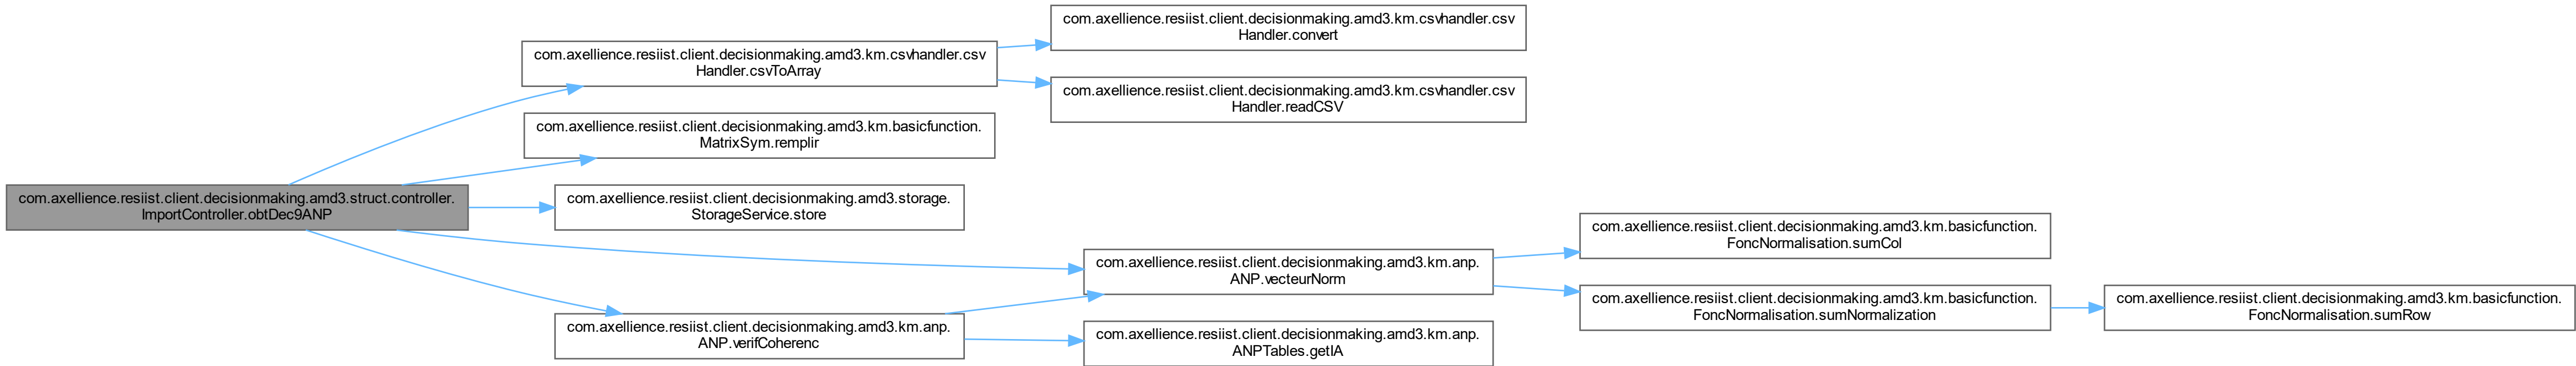 com.axellience.resiist.client.decisionmaking.amd3.struct.controller.
ImportController.obtDec9ANP
com.axellience.resiist.client.decisionmaking.amd3.km.csvhandler.csv
Handler.csvToArray
com.axellience.resiist.client.decisionmaking.amd3.km.csvhandler.csv
Handler.convert
com.axellience.resiist.client.decisionmaking.amd3.km.csvhandler.csv
Handler.readCSV
com.axellience.resiist.client.decisionmaking.amd3.km.basicfunction.
MatrixSym.remplir
com.axellience.resiist.client.decisionmaking.amd3.storage.
StorageService.store
com.axellience.resiist.client.decisionmaking.amd3.km.anp.
ANP.vecteurNorm
com.axellience.resiist.client.decisionmaking.amd3.km.basicfunction.
FoncNormalisation.sumCol
com.axellience.resiist.client.decisionmaking.amd3.km.basicfunction.
FoncNormalisation.sumNormalization
com.axellience.resiist.client.decisionmaking.amd3.km.basicfunction.
FoncNormalisation.sumRow
com.axellience.resiist.client.decisionmaking.amd3.km.anp.
ANP.verifCoherenc
com.axellience.resiist.client.decisionmaking.amd3.km.anp.
ANPTables.getIA